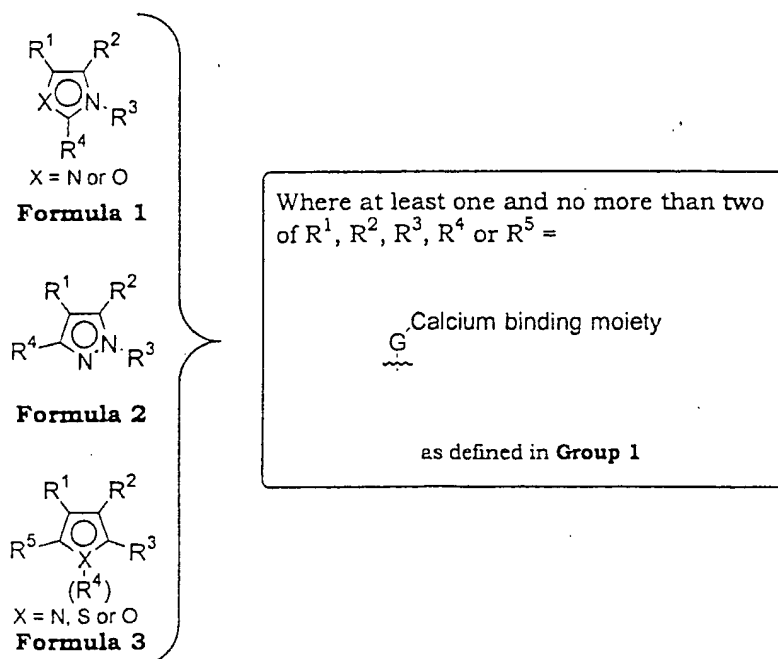 R¹ R²
X N
R³
R⁴
X = N or O
Formula 1
R¹ R²
R⁴ N N R³
Formula 2
R¹ R²
R⁵ R³
X
(R⁴)
X = N, S or O
Formula 3
Where at least one and no more than two
of R¹, R², R³, R⁴ or R⁵ =
Calcium binding moiety
G
as defined in Group 1